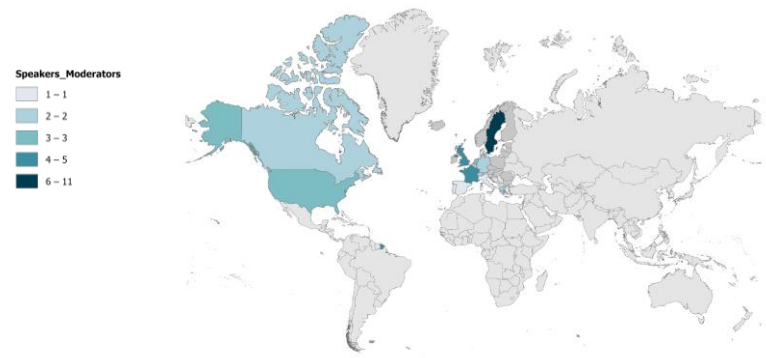 Speakers_Moderators
1 – 1
2 – 2
3 – 3
4 – 5
6 – 11